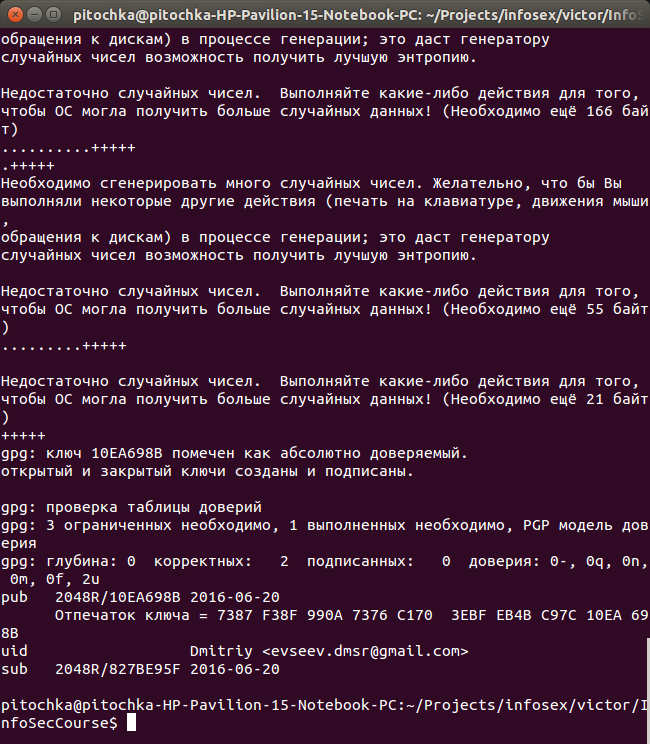 pitochka@pitochka-HP-Pavilion-15-Notebook-PC: ~/Projects/infosex/victor/InfoS
обращения к дискам) в процессе генерации; это даст генератору
случайных чисел возможность получить лучшую энтропию.
Недостаточно случайных чисел.  Выполняйте какие-либо действия для того,
чтобы ОС могла получить больше случайных данных! (Необходимо ещё 166 бай
т)
..........+++++
.+++++
Необходимо сгенерировать много случайных чисел. Желательно, что бы Вы
выполняли некоторые другие действия (печать на клавиатуре, движения мыши
,
обращения к дискам) в процессе генерации; это даст генератору
случайных чисел возможность получить лучшую энтропию.
Недостаточно случайных чисел.  Выполняйте какие-либо действия для того,
чтобы ОС могла получить больше случайных данных! (Необходимо ещё 55 байт
)
.........+++++
Недостаточно случайных чисел.  Выполняйте какие-либо действия для того,
чтобы ОС могла получить больше случайных данных! (Необходимо ещё 21 байт
)
+++++
gpg: ключ 10EA698B помечен как абсолютно доверяемый.
открытый и закрытый ключи созданы и подписаны.
gpg: проверка таблицы доверий
gpg: 3 ограниченных необходимо, 1 выполненных необходимо, PGP модель дов
ерия
gpg: глубина: 0  корректных:   2  подписанных:   0  доверия: 0-, 0q, 0n,
 0m, 0f, 2u
pub   2048R/10EA698B 2016-06-20
      Отпечаток ключа = 7387 F38F 990A 7376 C170  3EBF EB4B C97C 10EA 69
8B
uid                  Dmitriy <evseev.dmsr@gmail.com>
sub   2048R/827BE95F 2016-06-20
pitochka@pitochka-HP-Pavilion-15-Notebook-PC:~/Projects/infosex/victor/I
nfoSecCourse$